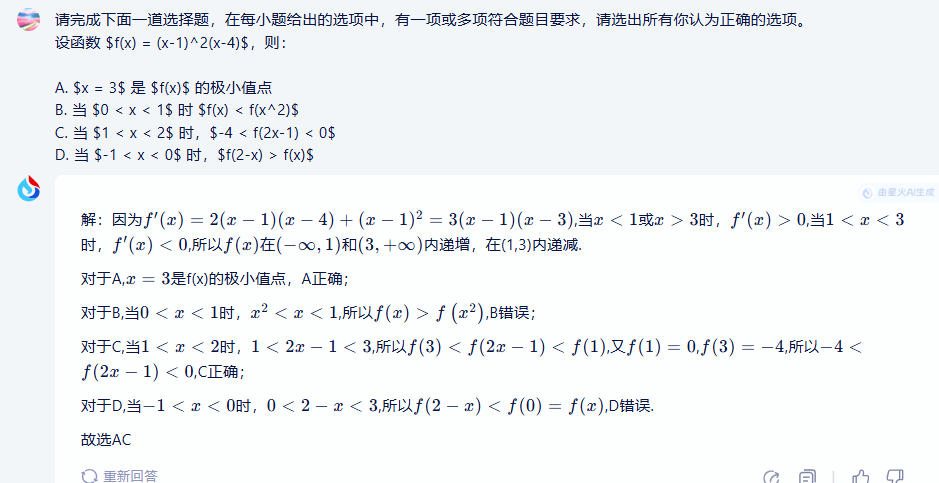 请完成下面一道选择题，在每小题给出的选项中，有一项或多项符合题目要求，请选出所有你认为正确的选项。
设函数 $f(x) = (x-1)^2(x-4)$，则：
A. $x = 3$ 是 $f(x)$ 的极小值点
B. 当 $0 < x < 1$ 时 $f(x) < f(x^2)$
C. 当 $1 < x < 2$ 时，$-4 < f(2x-1) < 0$
D. 当 $-1 < x < 0$ 时，$f(2-x) > f(x)$
由星火AI生成
解：因为f′(x) = 2(x − 1)(x − 4) + (x − 1)² = 3(x − 1)(x − 3),当x < 1或x > 3时，f′(x) > 0,当1 < x < 3
时，f′(x) < 0,所以f(x)在(−∞, 1)和(3, +∞)内递增，在(1,3)内递减.
对于A,x = 3是f(x)的极小值点，A正确；
对于B,当0 < x < 1时，x² < x < 1,所以f(x) > f (x²),B错误；
对于C,当1 < x < 2时，1 < 2x − 1 < 3,所以f(3) < f(2x − 1) < f(1),又f(1) = 0,f(3) = −4,所以−4 <
f(2x − 1) < 0,C正确；
对于D,当−1 < x < 0时，0 < 2 − x < 3,所以f(2 − x) < f(0) = f(x),D错误.
故选AC
重新回答